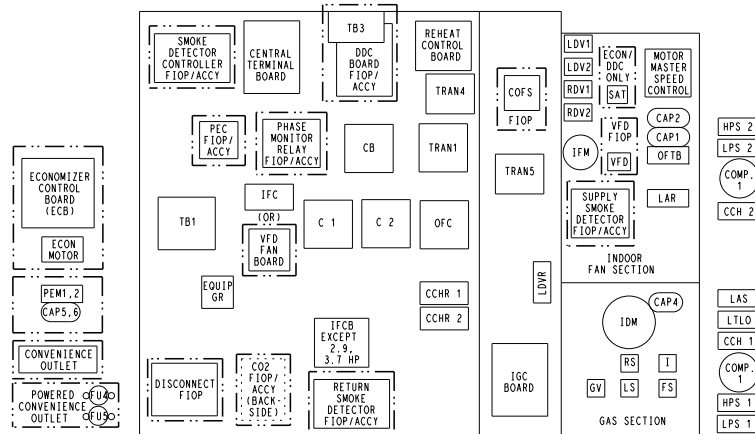 SMOKE
DETECTOR
CONTROLLER
FIOP/ACCY
CENTRAL
TERMINAL
BOARD
TB3
DDC
BOARD
FIOP/
ACCY
REHEAT
CONTROL
BOARD
TRAN4
PEC
FIOP/
ACCY
PHASE
MONITOR
RELAY
FIOP/ACCY
CB
TRAN1
COFS
FIOP
TRAN5
LDV1
LDV2
RDV1
RDV2
ECON/
DDC
ONLY
SAT
MOTOR
MASTER
SPEED
CONTROL
IFM
VFD
FIOP
VFD
CAP2
CAP1
OFTB
SUPPLY
SMOKE
DETECTOR
FIOP/ACCY
LAR
INDOOR
FAN SECTION
HPS 2
LPS 2
COMP.
1
CCH 2
ECONOMIZER
CONTROL
BOARD
(ECB)
ECON
MOTOR
TB1
IFC
(OR)
VFD
FAN
BOARD
C 1
C 2
OFC
EQUIP
GR
CCHR 1
CCHR 2
LDVR
PEM1,2
CAP5,6
CONVENIENCE
OUTLET
POWERED
CONVENIENCE
OUTLET
FU4
FU5
DISCONNECT
FIOP
CO2
FIOP/
ACCY
(BACK-
SIDE)
IFCB
EXCEPT
2.9,
3.7 HP
RETURN
SMOKE
DETECTOR
FIOP/ACCY
IGC
BOARD
IDM
CAP4
RS
I
GV
LS
FS
GAS SECTION
LAS
LTLO
CCH 1
COMP.
1
HPS 1
LPS 1